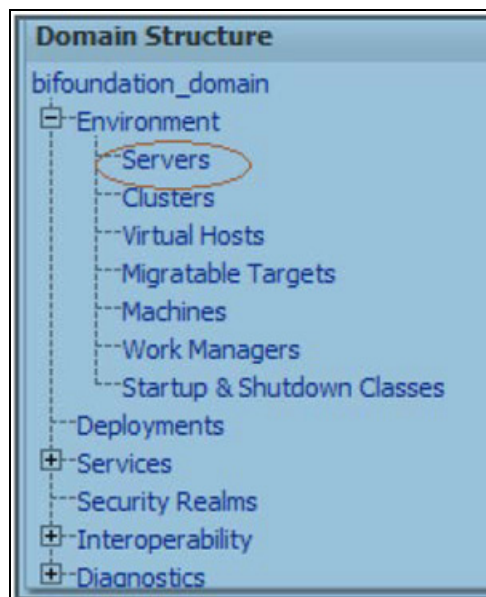 Domain Structure
bifoundation_domain
Environment
Servers
Clusters
Virtual Hosts
Migratable Targets
Machines
Work Managers
Startup & Shutdown Classes
Deployments
Services
Security Realms
Interoperability
Diagnostics